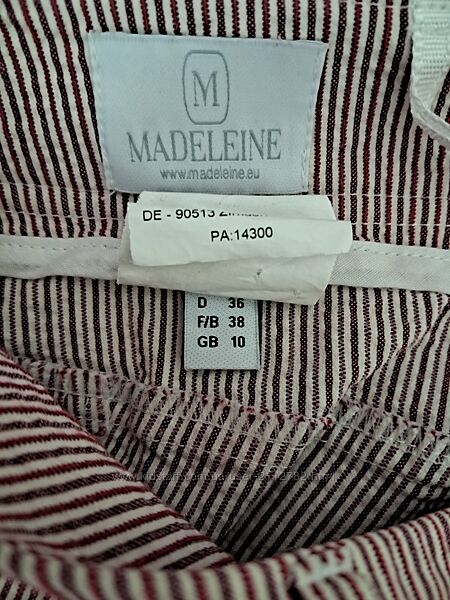 M
MADELEINE
www.madeleine.eu
DE - 90513
PA:14300
D 36
F/B 38
GB 10